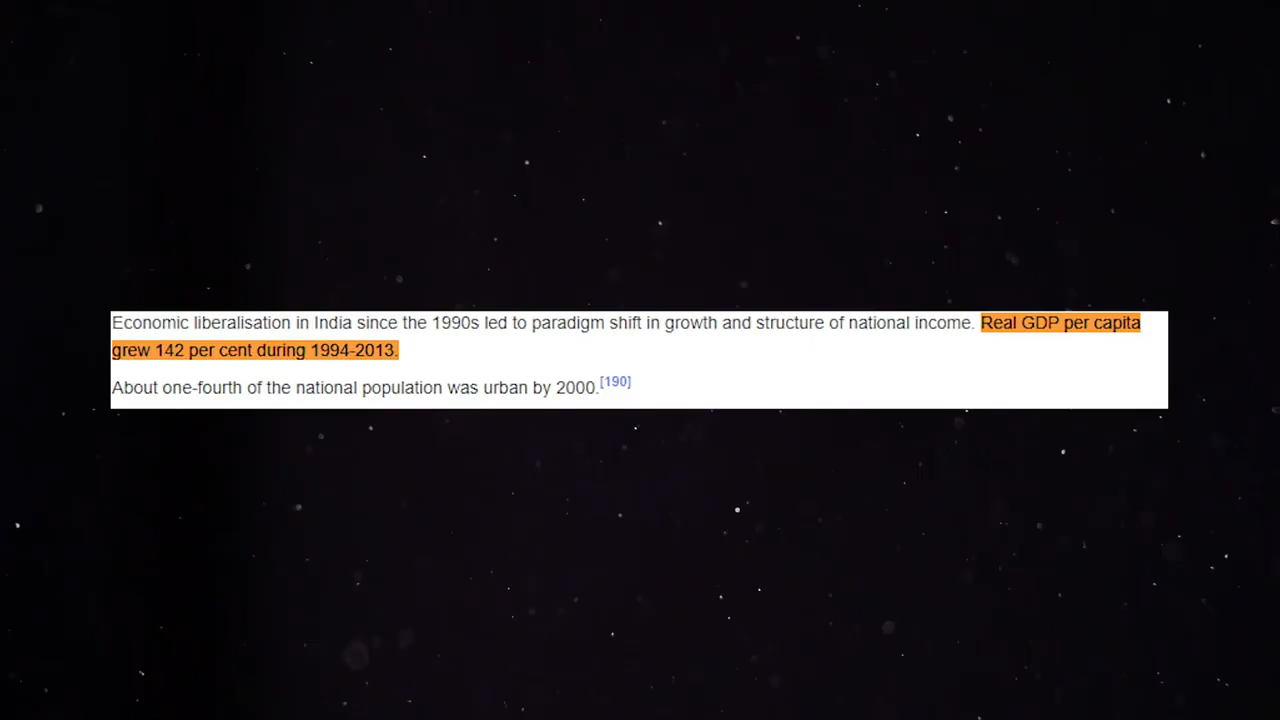 Economic liberalisation in India since the 1990s led to paradigm shift in growth and structure of national income. Real GDP per capita
grew 142 per cent during 1994-2013.
About one-fourth of the national population was urban by 2000.[190]